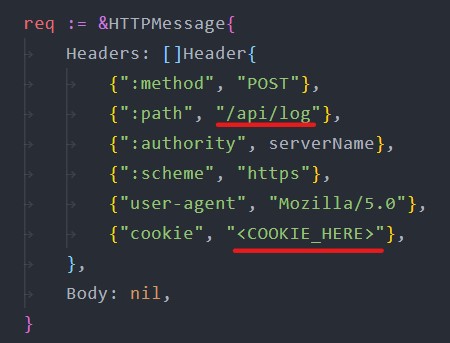 req := &HTTPMessage{
Headers: []Header{
{":method", "POST"},
{":path", "/api/log"},
{":authority", serverName},
{":scheme", "https"},
{"user-agent", "Mozilla/5.0"},
{"cookie", "<COOKIE_HERE>"},
},
Body: nil,
}